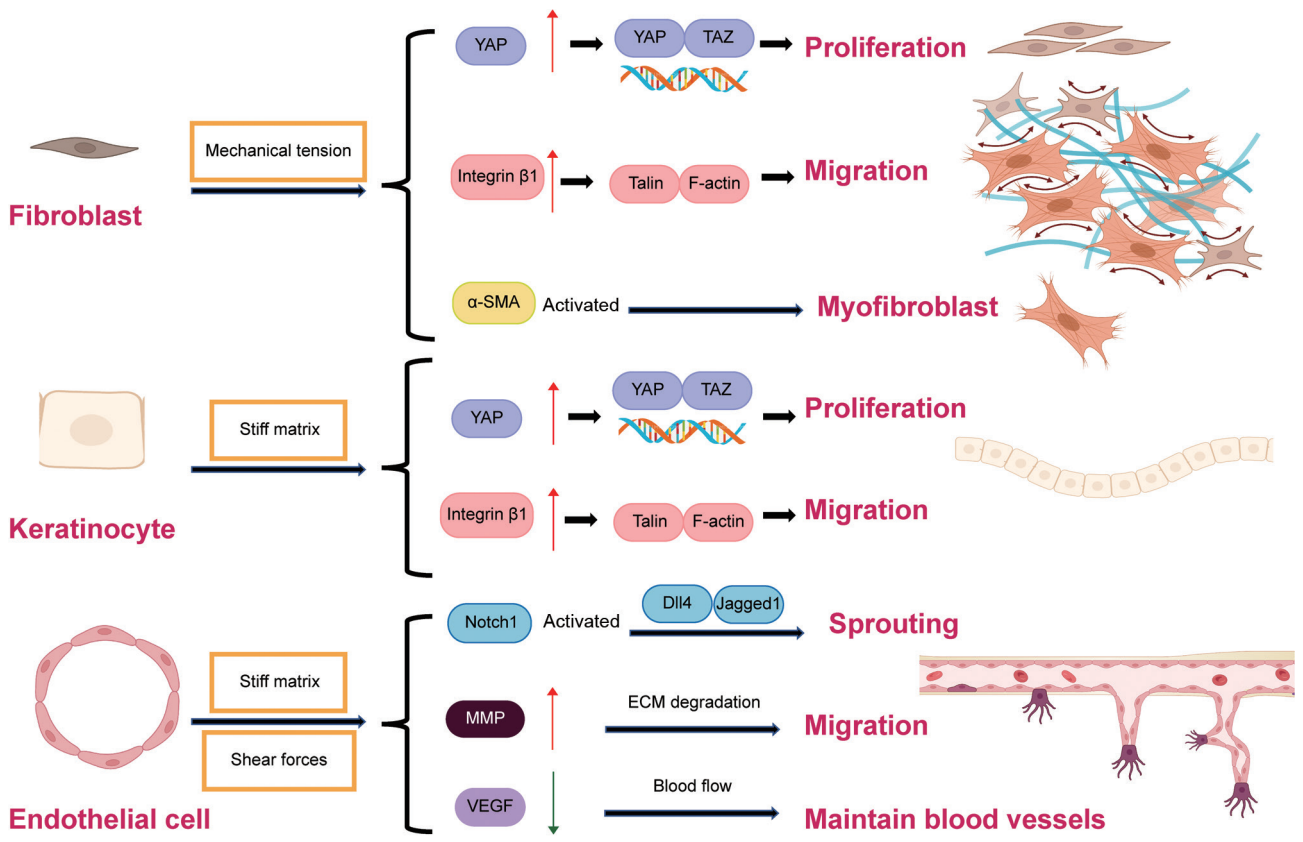 YAP
YAP TAZ
Proliferation
Mechanical tension
Fibroblast
Integrin β1
Talin F-actin
Migration
α-SMA Activated
Myofibroblast
Stiff matrix
Keratinocyte
YAP
YAP TAZ
Proliferation
Integrin β1
Talin F-actin
Migration
Stiff matrix
Shear forces
Endothelial cell
Notch1 Activated
Dll4 Jagged1
Sprouting
MMP
ECM degradation
Migration
VEGF
Blood flow
Maintain blood vessels